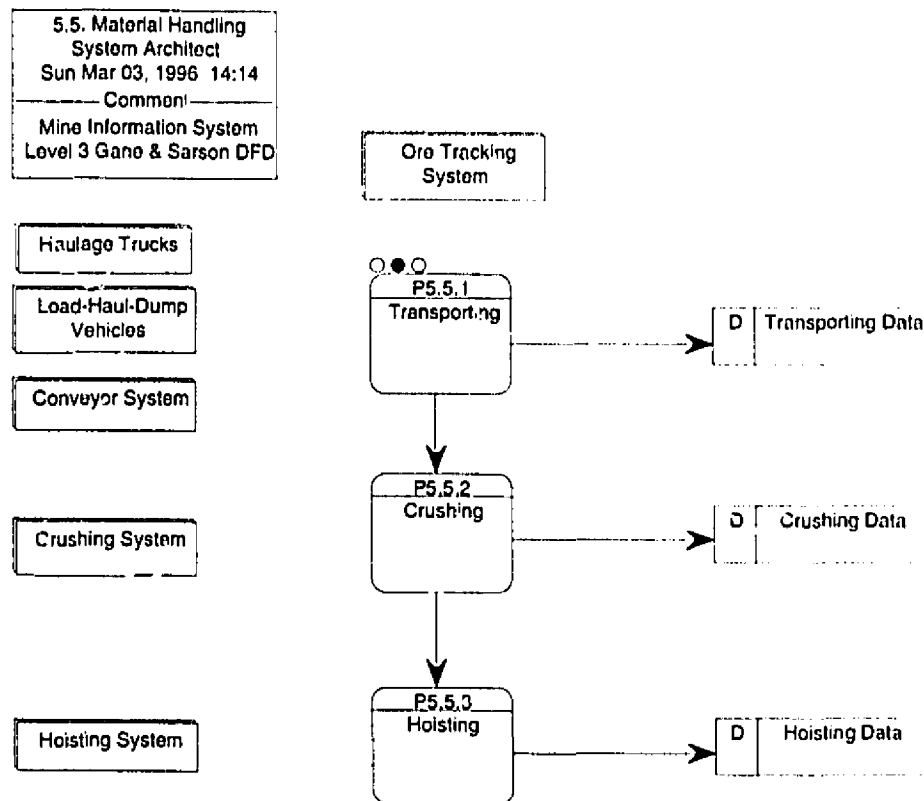 5.5. Material Handling
System Architect
Sun Mar 03, 1996 14:14
Comment
Mine Information System
Level 3 Gane & Sarson DFD
Ore Tracking
System
Haulage Trucks
Load-Haul-Dump
Vehicles
Conveyor System
Crushing System
Hoisting System
P5.5.1
Transporting
D Transporting Data
P5.5.2
Crushing
D Crushing Data
P5.5.3
Hoisting
D Hoisting Data